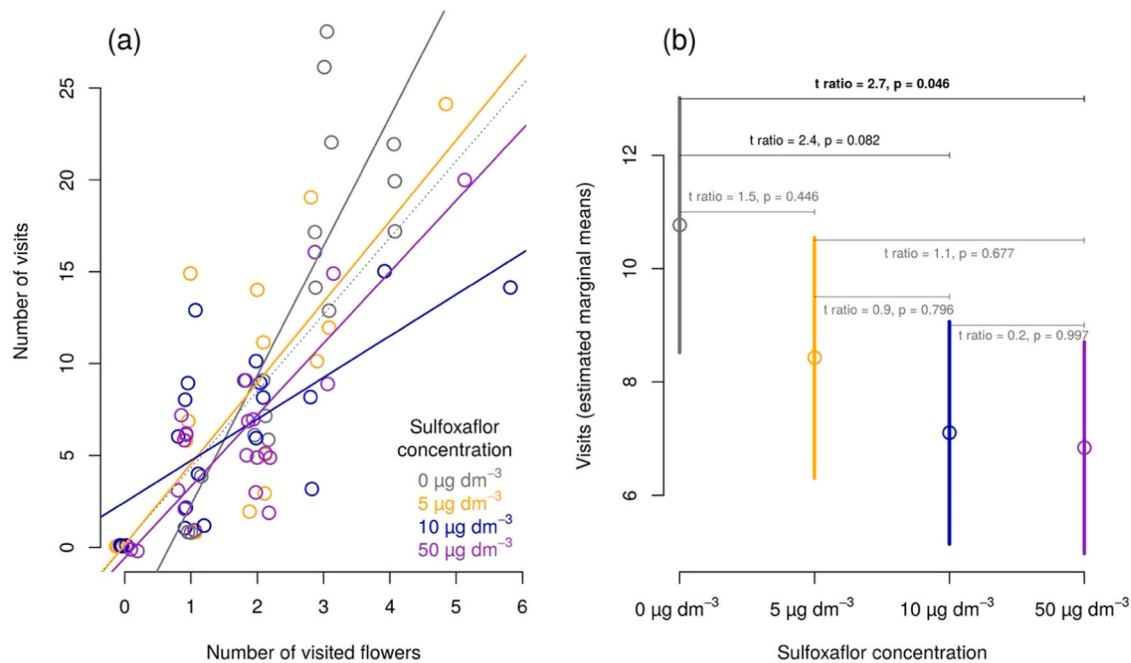 (a)
Number of visits
25
20
15
10
5
0
0 1 2 3 4 5 6
Number of visited flowers
Sulfoxaflor
concentration
0 µg dm⁻³
5 µg dm⁻³
10 µg dm⁻³
50 µg dm⁻³
(b)
Visits (estimated marginal means)
12
10
8
6
t ratio = 2.7, p = 0.046
t ratio = 2.4, p = 0.082
t ratio = 1.5, p = 0.446
t ratio = 1.1, p = 0.677
t ratio = 0.9, p = 0.796
t ratio = 0.2, p = 0.997
0 µg dm⁻³ 5 µg dm⁻³ 10 µg dm⁻³ 50 µg dm⁻³
Sulfoxaflor concentration